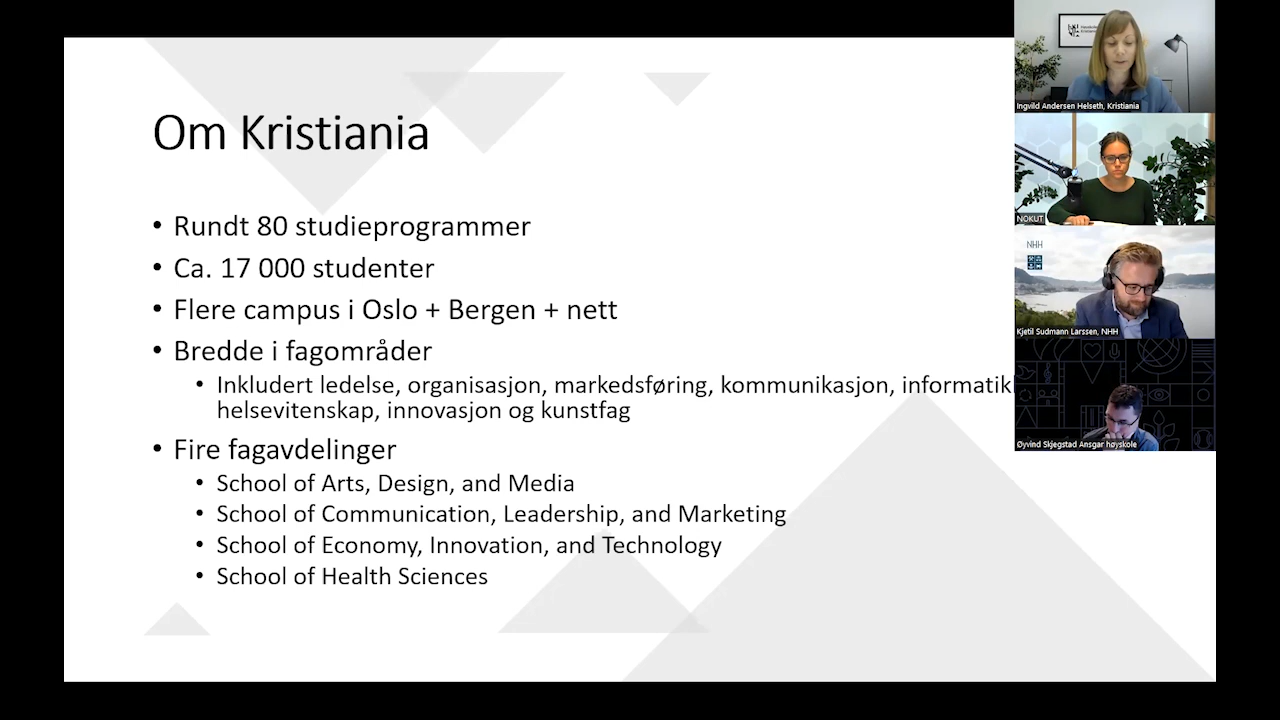 Om Kristiania
• Rundt 80 studieprogrammer
• Ca. 17 000 studenter
• Flere campus i Oslo + Bergen + nett
• Bredde i fagområder
• Inkludert ledelse, organisasjon, markedsføring, kommunikasjon,
helsevitenskap, innovasjon og kunstfag
• Fire fagavdelinger
• School of Arts, Design, and Media
• School of Communication, Leadership, and Marketing
• School of Economy, Innovation, and Technology
• School of Health Sciences
Ingvild Andersen Helseth, Kristiania
NOKUT
NHH
Kjetil Sudmann Larssen, NHH
Øyvind Skjegstad Ansgar høyskole